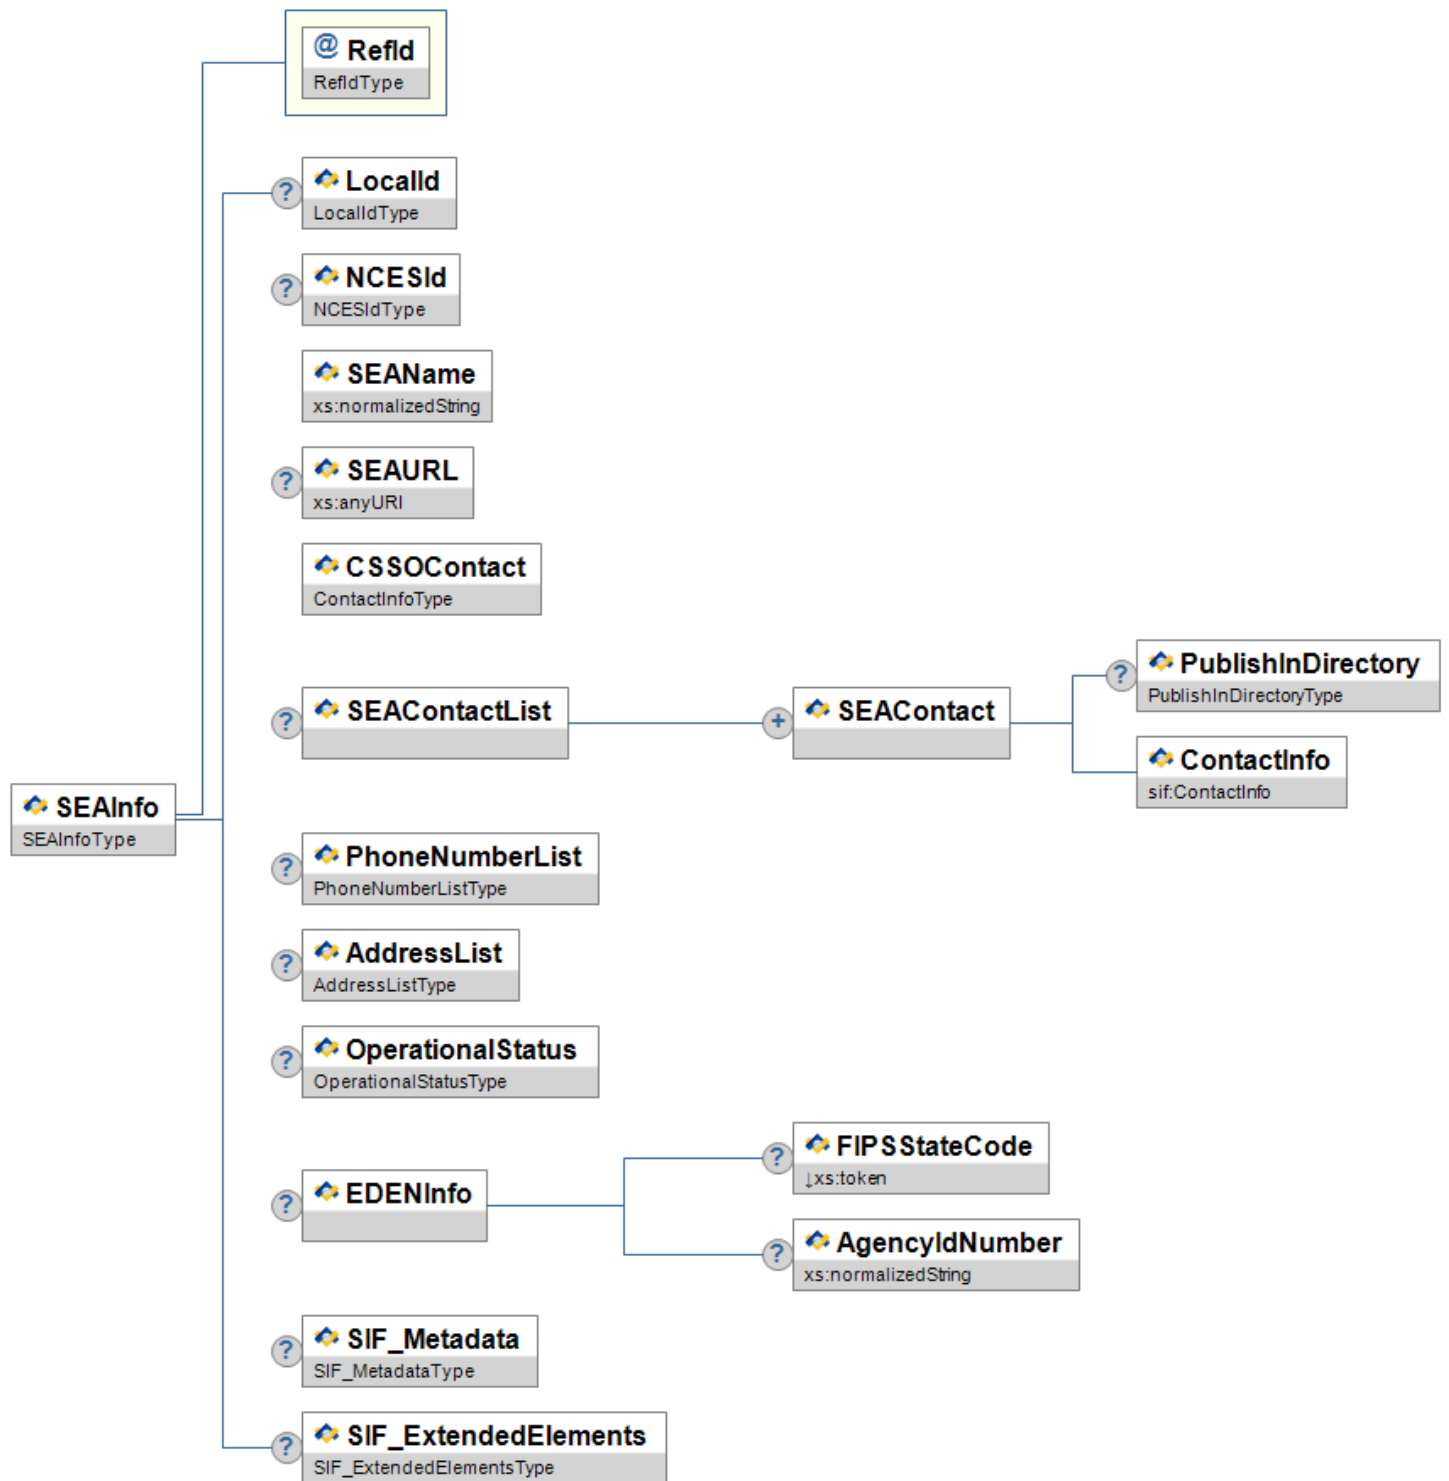 @ RefId
RefIdType
? LocalId
LocalIdType
? NCESId
NCESIdType
SEAName
xs:normalizedString
? SEAURL
xs:anyURI
CSSOContact
ContactInfoType
? SEAContactList
+ SEAContact
? PublishInDirectory
PublishInDirectoryType
ContactInfo
sif:ContactInfo
SEAInfo
SEAInfoType
? PhoneNumberList
PhoneNumberListType
? AddressList
AddressListType
? OperationalStatus
OperationalStatusType
? EDENInfo
? FIPSStateCode
↓xs:token
? AgencyIdNumber
xs:normalizedString
? SIF_Metadata
SIF_MetadataType
? SIF_ExtendedElements
SIF_ExtendedElementsType